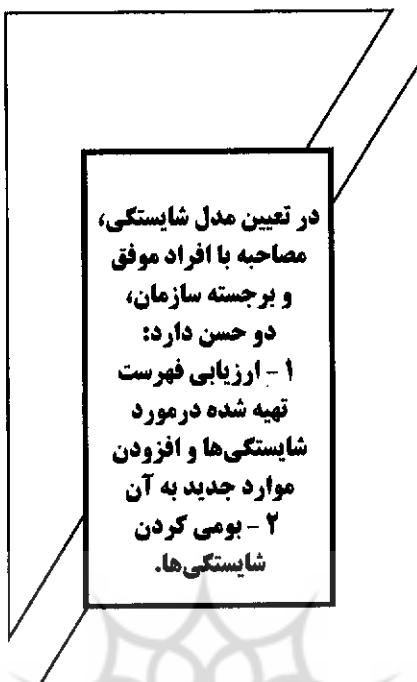 در تعیین مدل شایستگی،
مصاحبه با افراد موفق
و برجسته سازمان،
دو حسن دارد:
۱ - ارزیابی فهرست
تهیه شده درمورد
شایستگی‌ها و افزودن
موارد جدید به آن
۲ - بومی کردن
شایستگی‌ها.